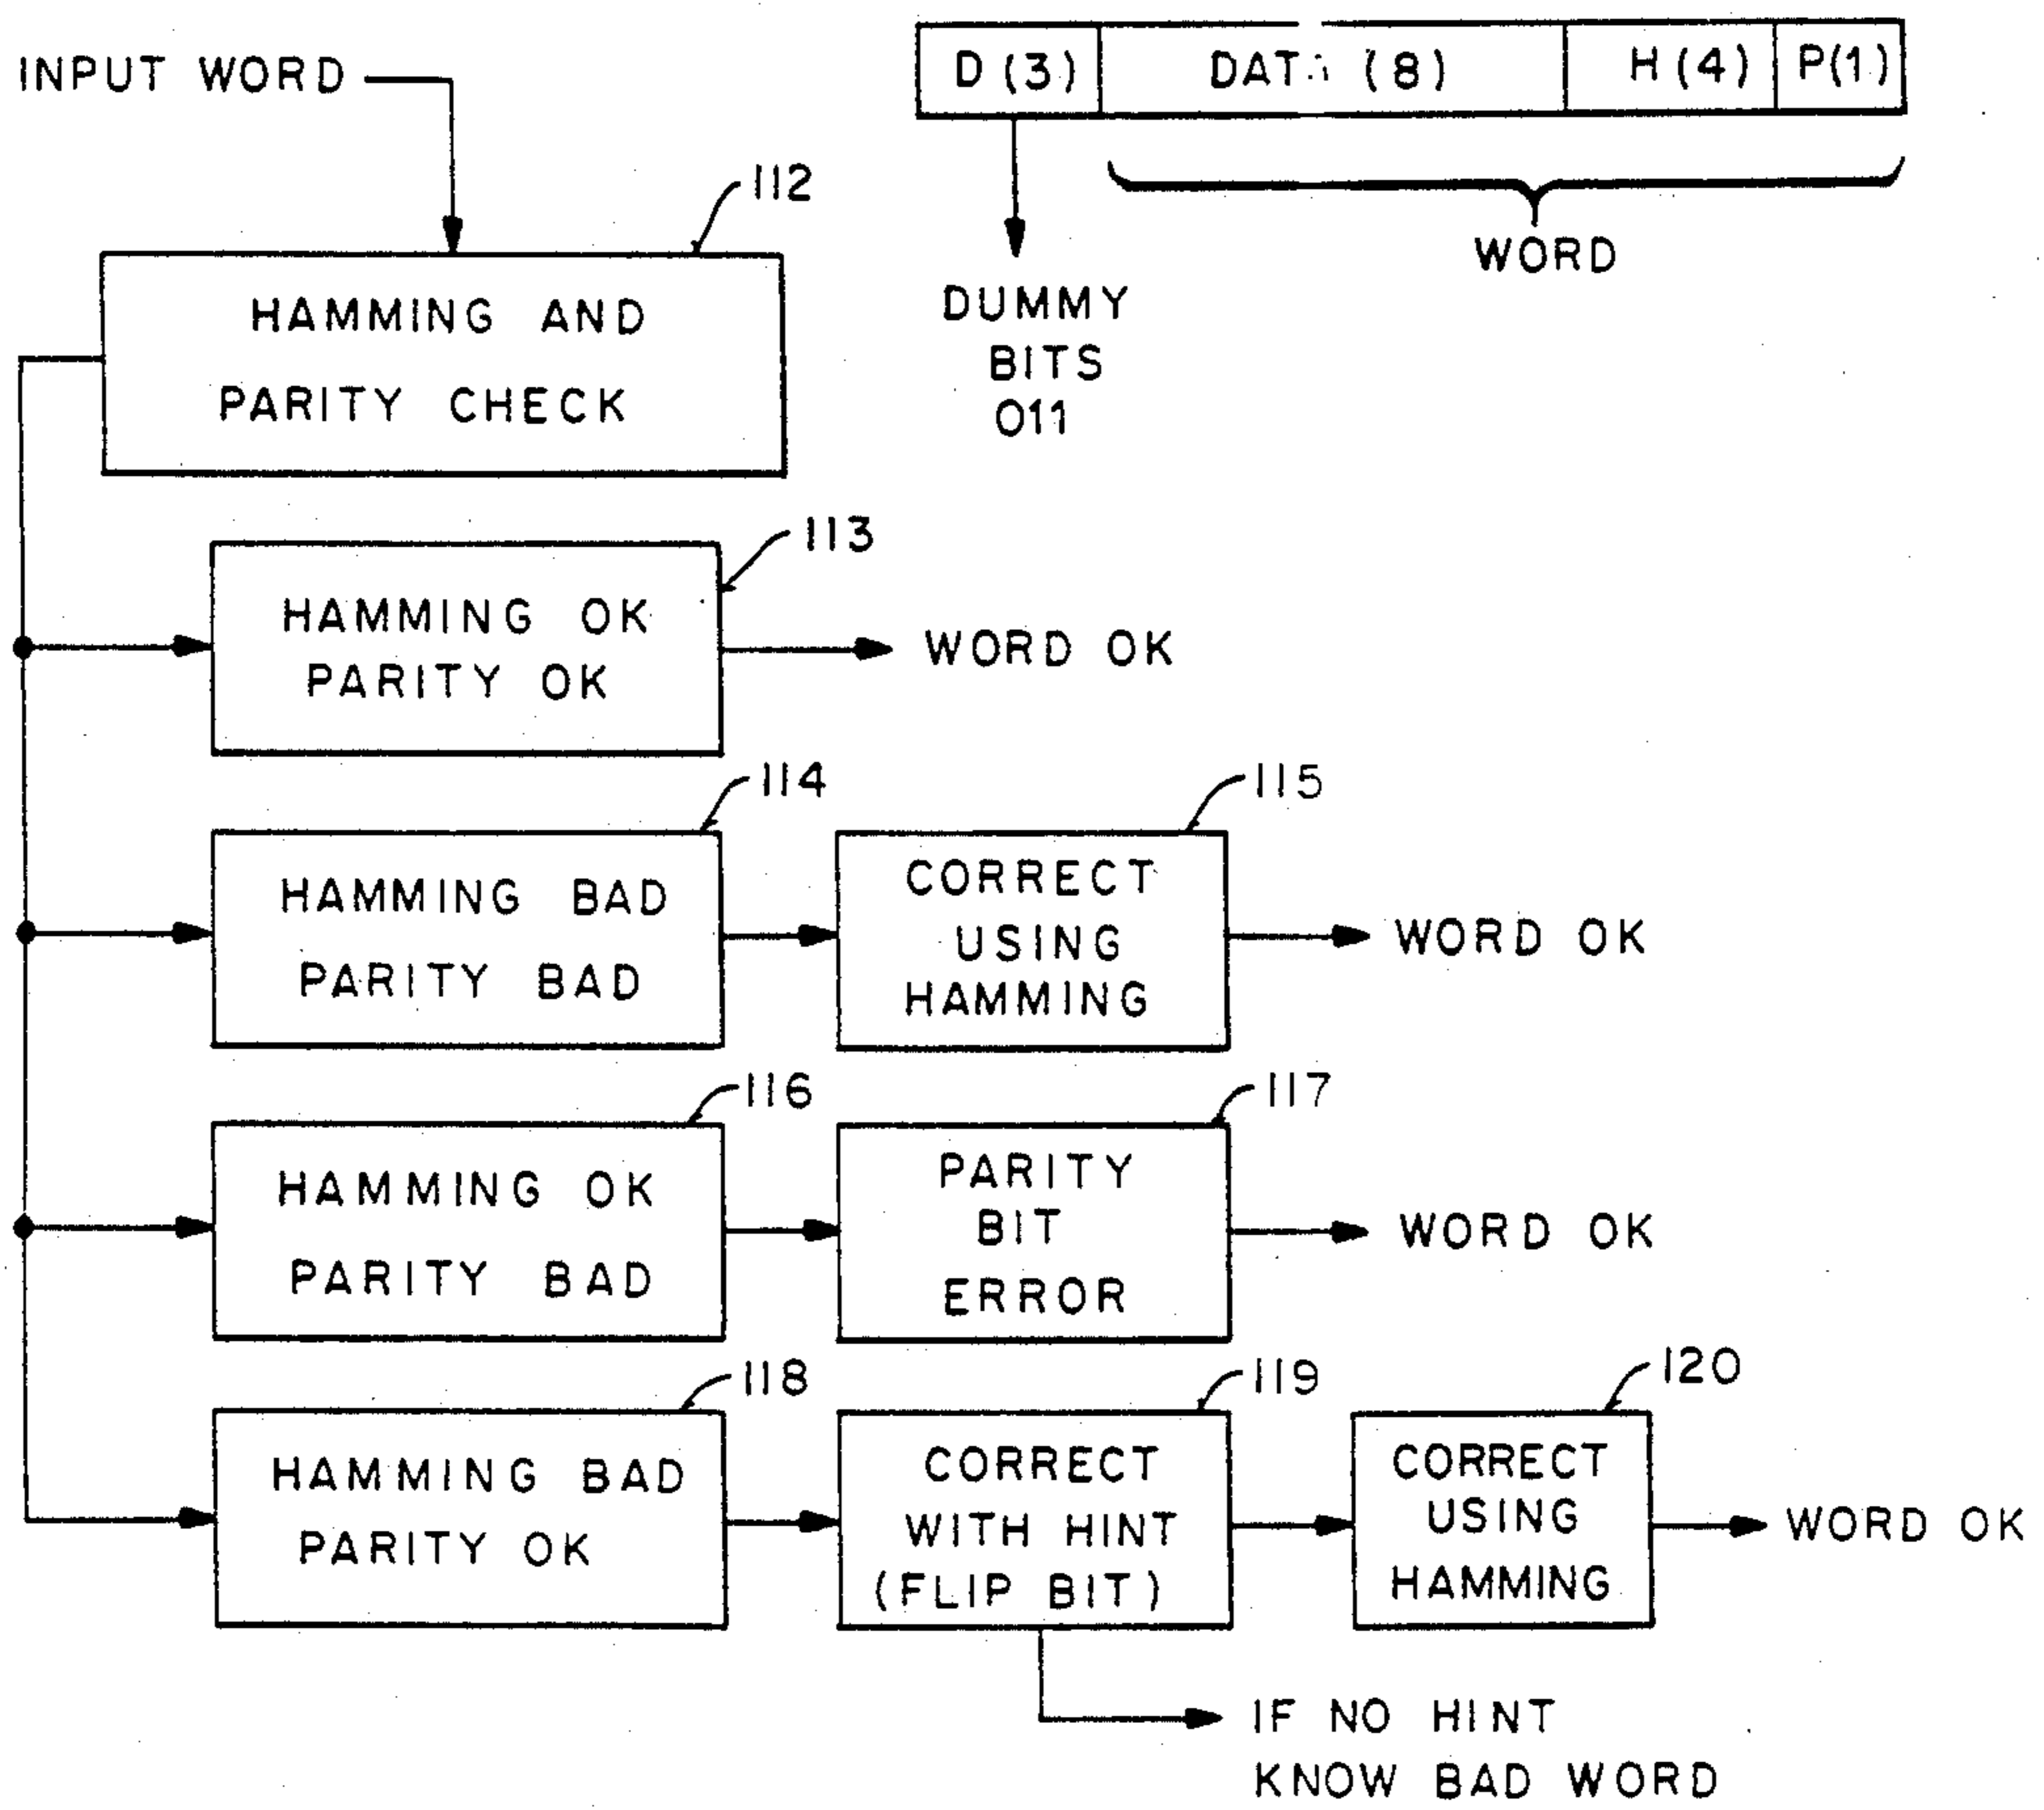 INPUT WORD
D (3)
(8)
H (4)
P(1)
WORD
DUMMY
BITS
011
112
HAMMING AND
PARITY CHECK
113
HAMMING OK
PARITY OK
WORD OK
114
HAMMING BAD
PARITY BAD
115
CORRECT
USING
HAMMING
WORD OK
116
HAMMING OK
PARITY BAD
117
PARITY
BIT
ERROR
WORD OK
118
HAMMING BAD
PARITY OK
119
CORRECT
WITH HINT
(FLIP BIT)
120
CORRECT
USING
HAMMING
WORD OK
IF NO HINT
KNOW BAD WORD